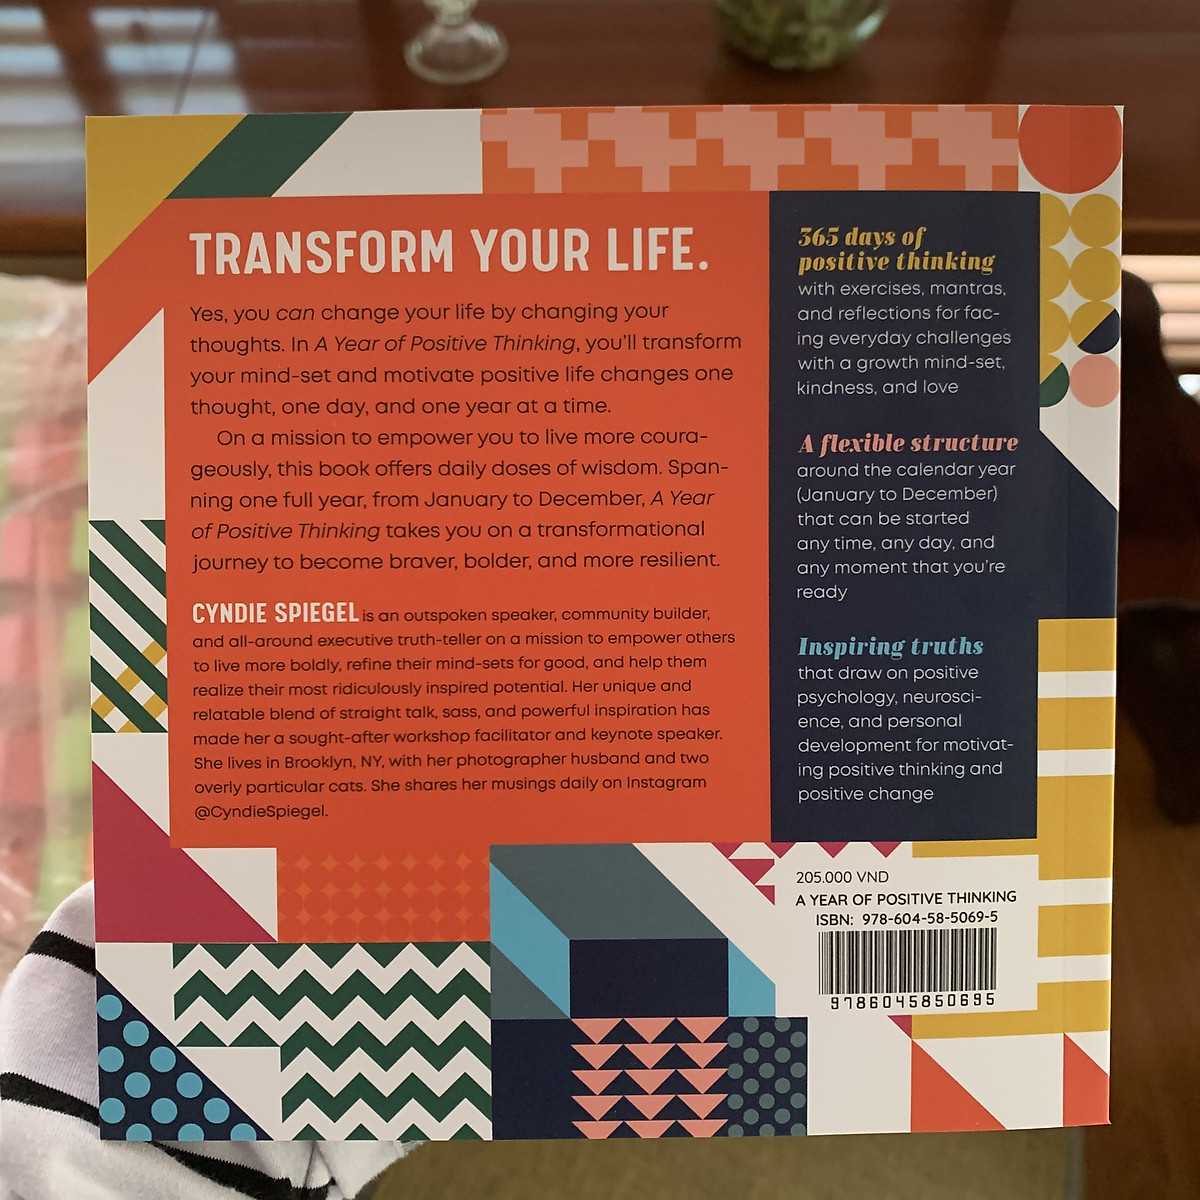 TRANSFORM YOUR LIFE.
Yes, you can change your life by changing your
thoughts. In A Year of Positive Thinking, you'll transform
your mind-set and motivate positive life changes one
thought, one day, and one year at a time.
On a mission to empower you to live more coura-
geously, this book offers daily doses of wisdom. Span-
ning one full year, from January to December, A Year
of Positive Thinking takes you on a transformational
journey to become braver, bolder, and more resilient.
CYNDIE SPIEGEL is an outspoken speaker, community builder,
and all-around executive truth-teller on a mission to empower others
to live more boldly, refine their mind-sets for good, and help them
realize their most ridiculously inspired potential. Her unique and
relatable blend of straight talk, sass, and powerful inspiration has
made her a sought-after workshop facilitator and keynote speaker.
She lives in Brooklyn, NY, with her photographer husband and two
overly particular cats. She shares her musings daily on Instagram
@CyndieSpiegel.
365 days of
positive thinking
with exercises, mantras,
and reflections for fac-
ing everyday challenges
with a growth mind-set,
kindness, and love
A flexible structure
around the calendar year
(January to December)
that can be started
any time, any day, and
any moment that you're
ready
Inspiring truths
that draw on positive
psychology, neurosci-
ence, and personal
development for motivat-
ing positive thinking and
positive change
205.000 VND
A YEAR OF POSITIVE THINKING
ISBN: 978-604-58-5069-5
9786045850695